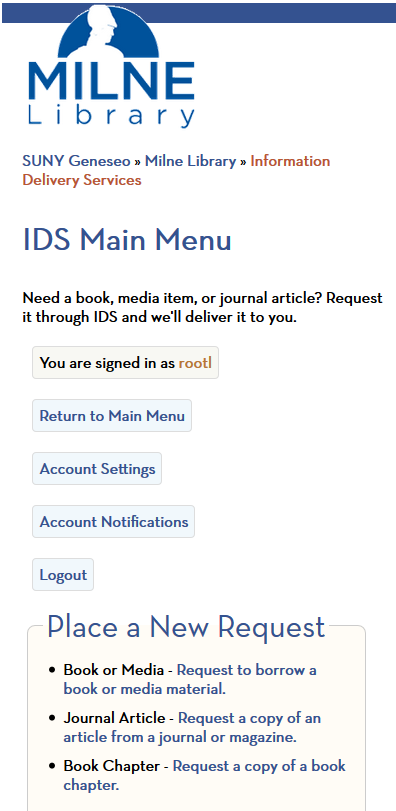 MILNE
Library
SUNY Geneseo » Milne Library » Information
Delivery Services
IDS Main Menu
Need a book, media item, or journal article? Request
it through IDS and we'll deliver it to you.
You are signed in as rootl
Return to Main Menu
Account Settings
Account Notifications
Logout
Place a New Request
• Book or Media - Request to borrow a
book or media material.
• Journal Article - Request a copy of an
article from a journal or magazine.
• Book Chapter - Request a copy of a book
chapter.